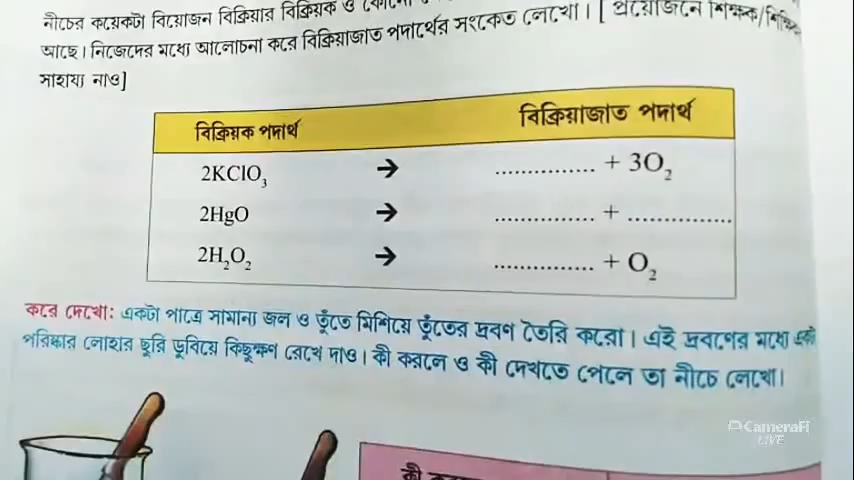 নীচের কয়েকটা বিয়োজন বিক্রিয়ার বিক্রিয়ক ও
আছে। নিজেদের মধ্যে আলোচনা করে বিক্রিয়াজাত পদার্থের সংকেত লেখো। [ প্রয়োজনে শিক্ষক/
সাহায্য নাও]
বিক্রিয়ক পদার্থ বিক্রিয়াজাত পদার্থ
2KClO₃ → ............... + 3O₂
2HgO → ............... + ...............
2H₂O₂ → ............... + O₂
করে দেখো: একটা পাত্রে সামান্য জল ও তুঁতে মিশিয়ে তুঁতের দ্রবণ তৈরি করো। এই দ্রবণের মধ্যে একটা
পরিষ্কার লোহার ছুরি ডুবিয়ে কিছুক্ষণ রেখে দাও। কী করলে ও কী দেখতে পেলে তা নীচে লেখো।
CameraFi
LIVE
কী